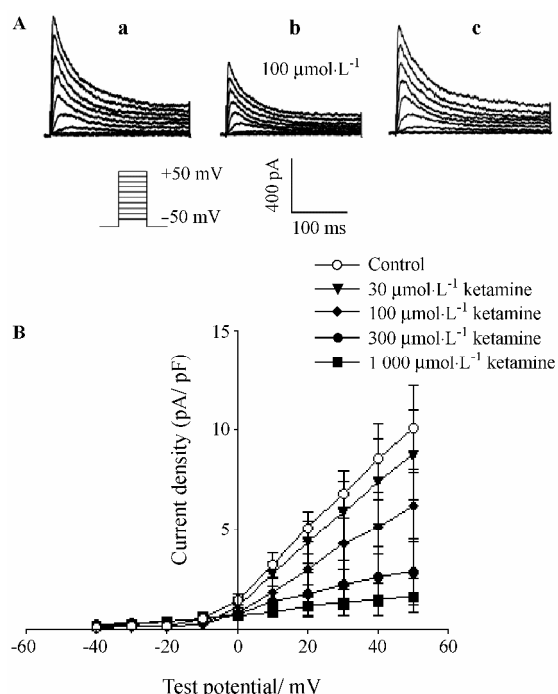 A
a
b
c
100 μmol·L⁻¹
+50 mV
−50 mV
400 pA
100 ms
Control
30 μmol·L⁻¹ ketamine
100 μmol·L⁻¹ ketamine
300 μmol·L⁻¹ ketamine
1 000 μmol·L⁻¹ ketamine
B
15
10
5
Current density (pA/ pF)
-60
-40
-20
0
20
40
60
Test potential/ mV